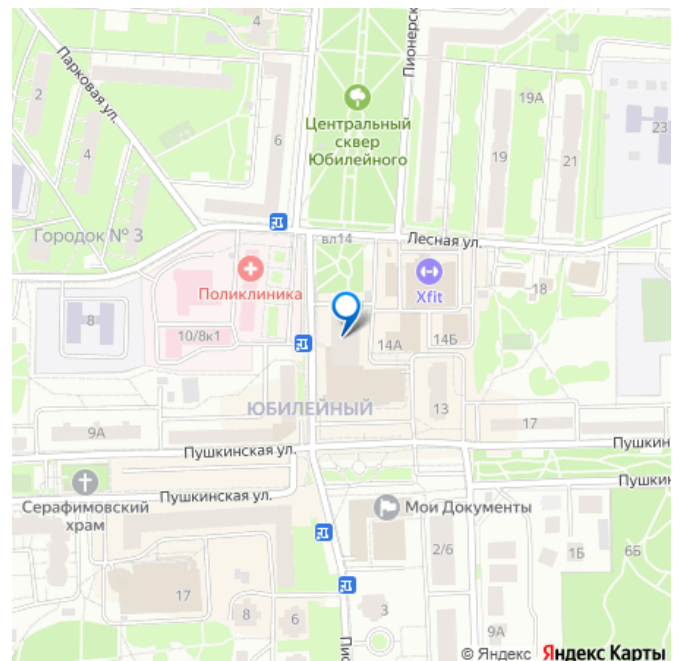 4
Пионерск
Парковая ул.
2
4
6
Центральный
сквер
Юбилейного
19А
19
21
23
Городок № 3
вл14
Лесная ул.
Поликлиника
Xfit
18
8
10/8к1
14А
14Б
ЮБИЛЕЙНЫЙ
13
17
9А
Пушкинская ул.
Пушкин
Серафимовский
храм
Пушкинская ул.
Мои Документы
Пушкин
2/6
1Б
6Б
17
8
6
3
9А
Пио
© Яндекс Яндекс Карты